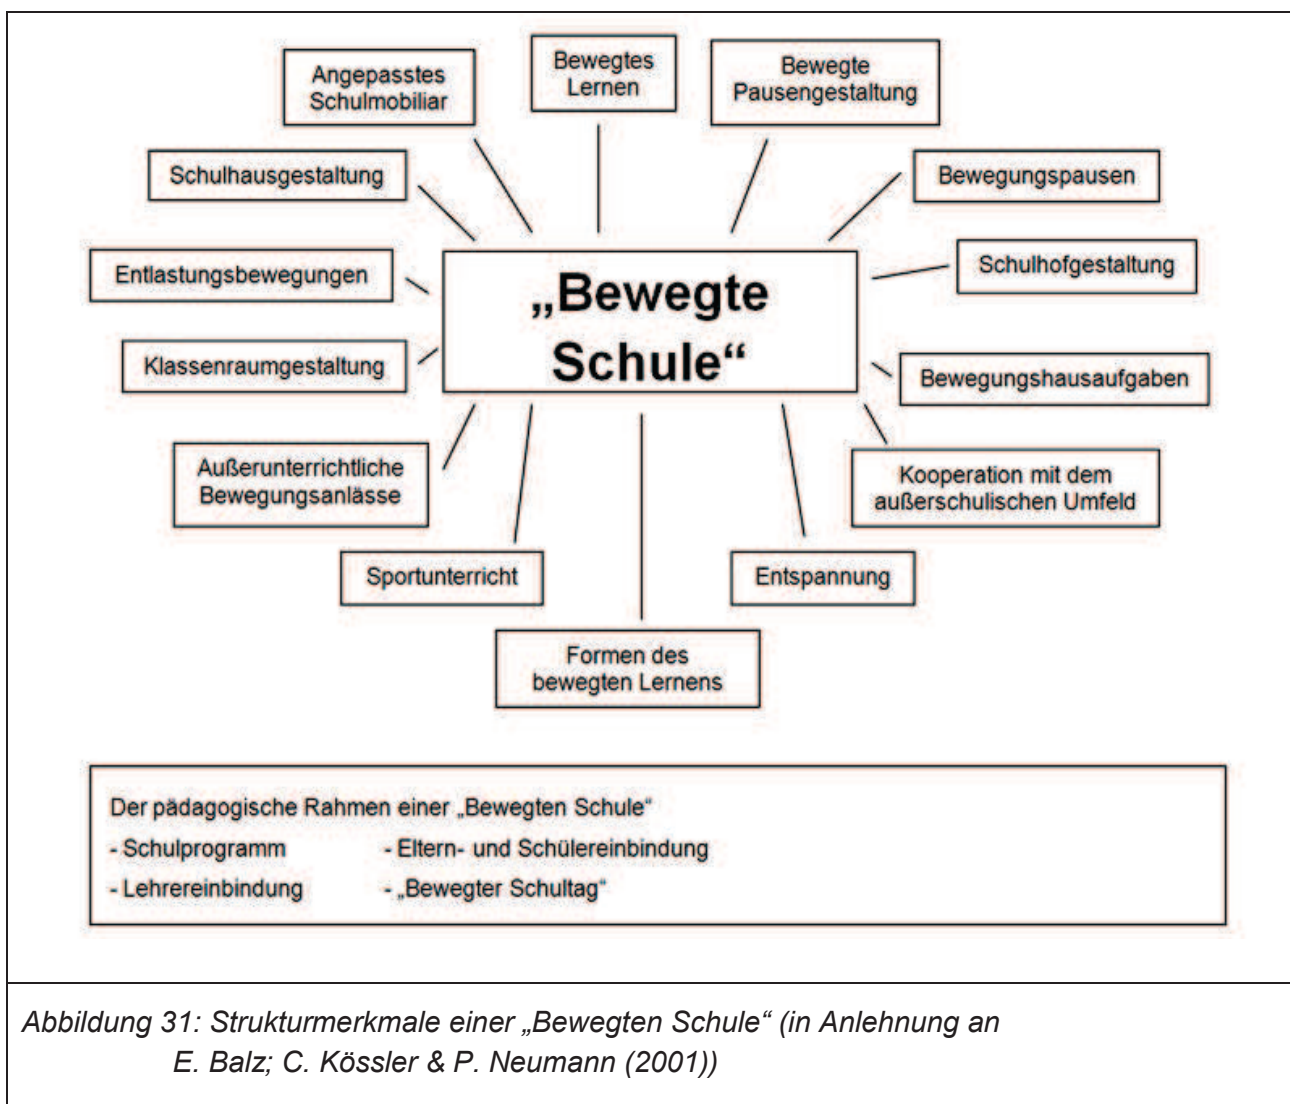 Angepasstes
Schulmobiliar
Bewegtes
Lernen
Bewegte
Pausengestaltung
Schulhausgestaltung
Bewegungspausen
Entlastungsbewegungen
Schulhofgestaltung
„Bewegte
Schule“
Klassenraumgestaltung
Bewegungshausaufgaben
Außerunterrichtliche
Bewegungsanlässe
Kooperation mit dem
außerschulischen Umfeld
Sportunterricht
Entspannung
Formen des
bewegten Lernens
Der pädagogische Rahmen einer „Bewegten Schule“
- Schulprogramm - Eltern- und Schülereinbindung
- Lehrereinbindung - „Bewegter Schultag“
Abbildung 31: Strukturmerkmale einer „Bewegten Schule“ (in Anlehnung an
E. Balz; C. Kössler & P. Neumann (2001))